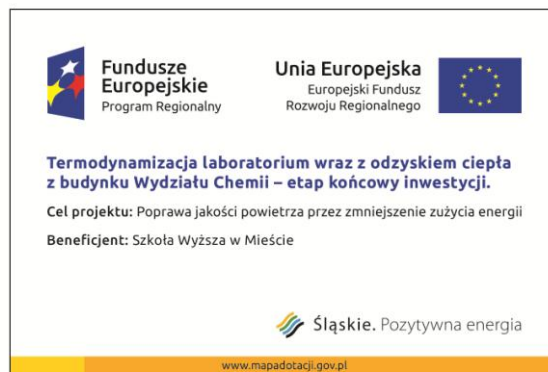 Fundusze
Europejskie
Program Regionalny
Unia Europejska
Europejski Fundusz
Rozwoju Regionalnego
Termodynamizacja laboratorium wraz z odzyskiem ciepła
z budynku Wydziału Chemii – etap końcowy inwestycji.
Cel projektu: Poprawa jakości powietrza przez zmniejszenie zużycia energii
Beneficjent: Szkoła Wyższa w Mieście
Śląskie. Pozytywna energia
www.mapadotacji.gov.pl